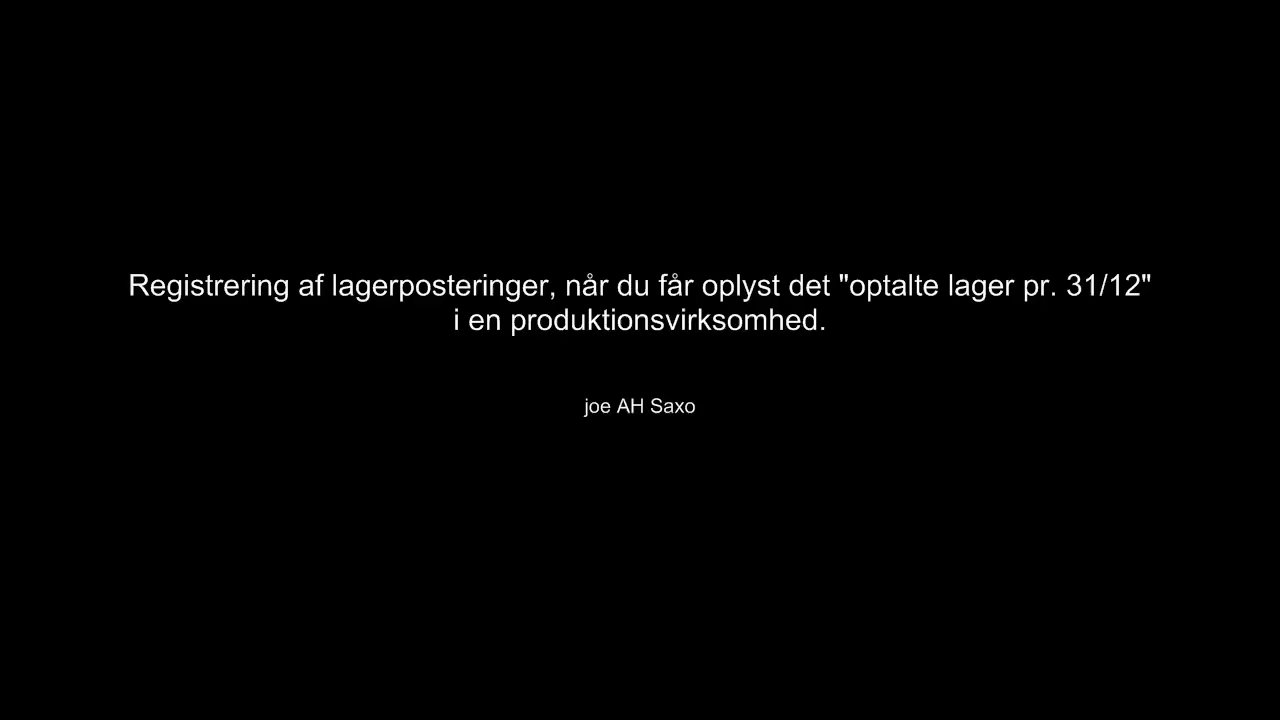 Registrering af lagerposteringer, når du får oplyst det "optalte lager pr. 31/12"
i en produktionsvirksomhed.
joe AH Saxo